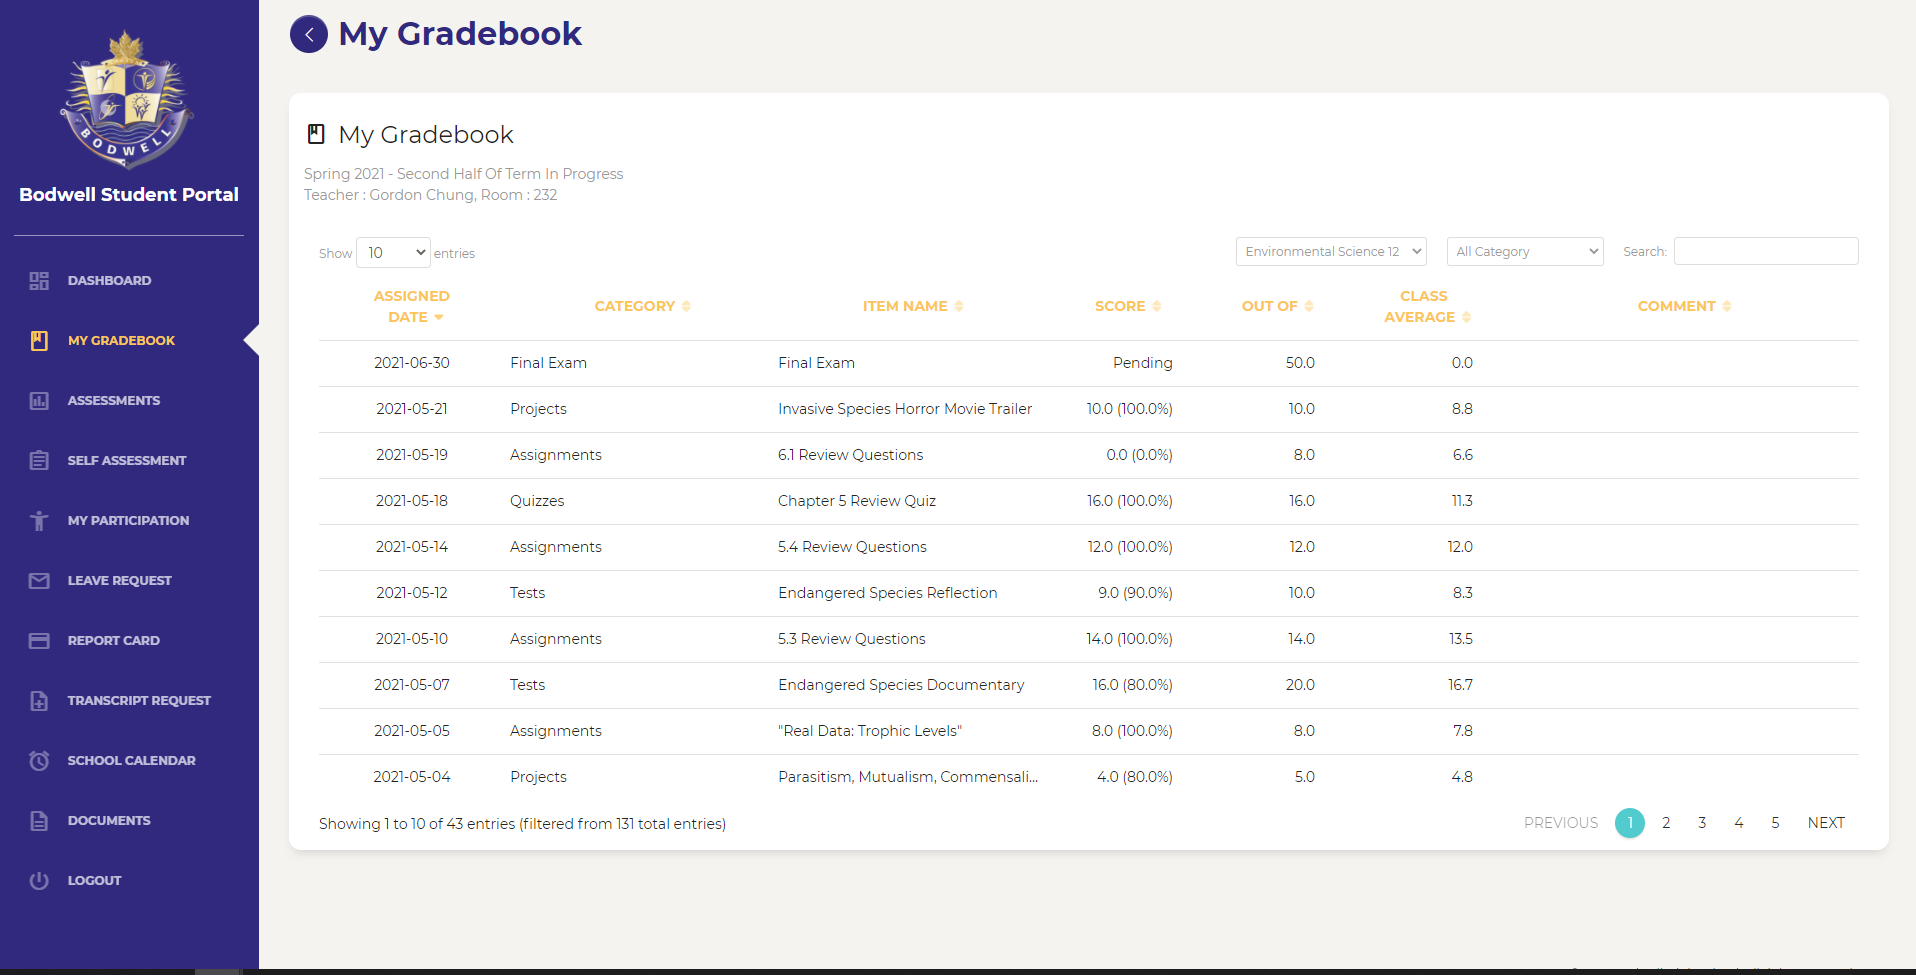 BODWELL
Bodwell Student Portal
DASHBOARD
MY GRADEBOOK
ASSESSMENTS
SELF ASSESSMENT
MY PARTICIPATION
LEAVE REQUEST
REPORT CARD
TRANSCRIPT REQUEST
SCHOOL CALENDAR
DOCUMENTS
LOGOUT
My Gradebook
My Gradebook
Spring 2021 - Second Half Of Term In Progress
Teacher : Gordon Chung, Room : 232
Show 10 entries
Environmental Science 12
All Category
Search:
ASSIGNED DATE CATEGORY ITEM NAME SCORE OUT OF CLASS AVERAGE COMMENT
2021-06-30 Final Exam Final Exam Pending 50.0 0.0
2021-05-21 Projects Invasive Species Horror Movie Trailer 10.0 (100.0%) 10.0 8.8
2021-05-19 Assignments 6.1 Review Questions 0.0 (0.0%) 8.0 6.6
2021-05-18 Quizzes Chapter 5 Review Quiz 16.0 (100.0%) 16.0 11.3
2021-05-14 Assignments 5.4 Review Questions 12.0 (100.0%) 12.0 12.0
2021-05-12 Tests Endangered Species Reflection 9.0 (90.0%) 10.0 8.3
2021-05-10 Assignments 5.3 Review Questions 14.0 (100.0%) 14.0 13.5
2021-05-07 Tests Endangered Species Documentary 16.0 (80.0%) 20.0 16.7
2021-05-05 Assignments "Real Data: Trophic Levels" 8.0 (100.0%) 8.0 7.8
2021-05-04 Projects Parasitism, Mutualism, Commensali... 4.0 (80.0%) 5.0 4.8
Showing 1 to 10 of 43 entries (filtered from 131 total entries)
PREVIOUS 1 2 3 4 5 NEXT